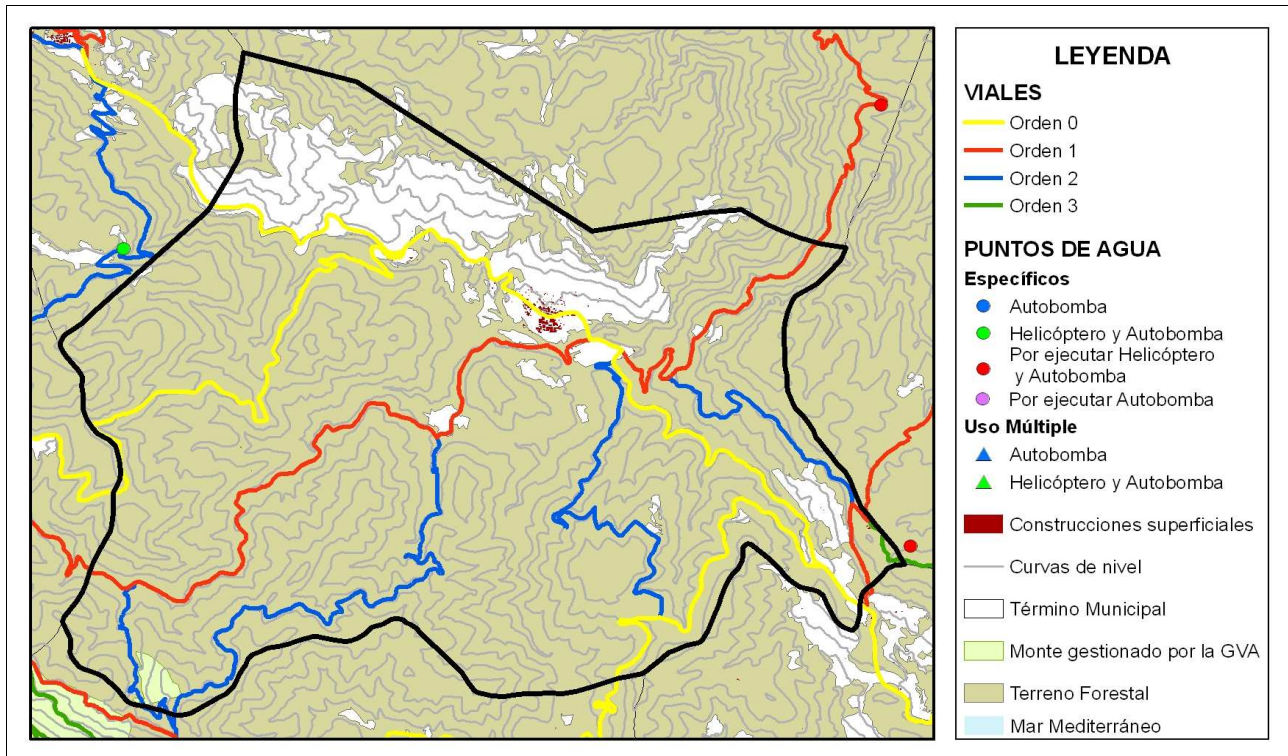 LEYENDA
VIALES
Orden 0
Orden 1
Orden 2
Orden 3
PUNTOS DE AGUA
Específicos
Autobomba
Helicóptero y Autobomba
Por ejecutar Helicóptero
y Autobomba
Por ejecutar Autobomba
Uso Múltiple
Autobomba
Helicóptero y Autobomba
Construcciones superficiales
Curvas de nivel
Término Municipal
Monte gestionado por la GVA
Terreno Forestal
Mar Mediterráneo